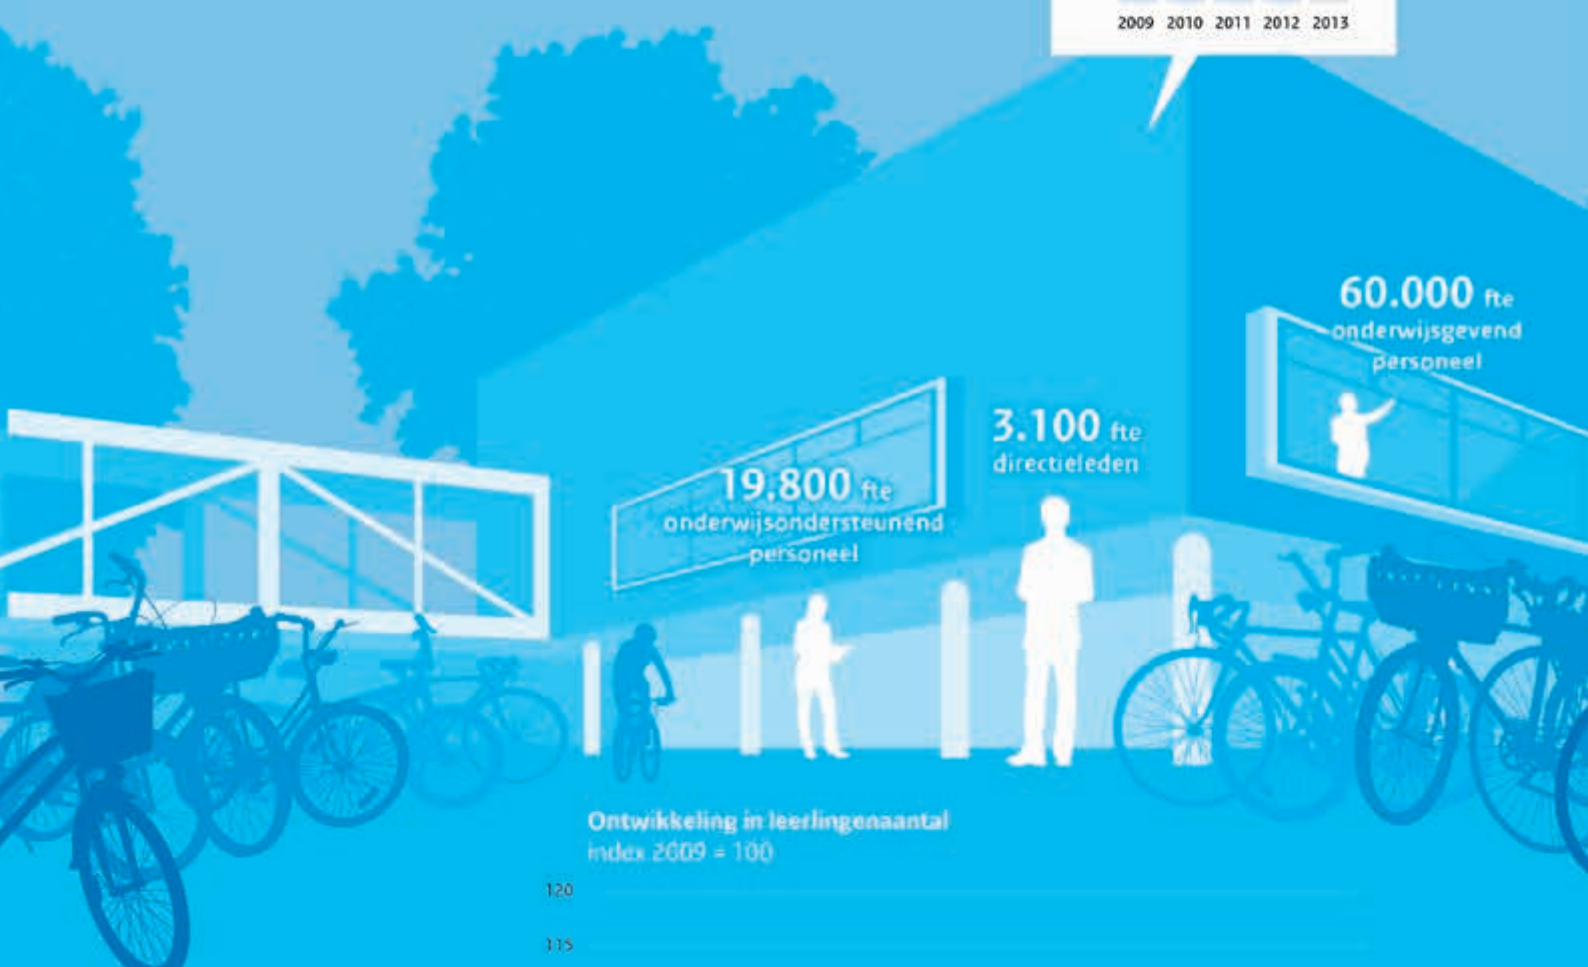 2009 2010 2011 2012 2013
60.000 fte
onderwijsgevend
personeel
3.100 fte
directieleden
19.800 fte
onderwijsondersteunend
personeel
Ontwikkeling in leerlingenaantal
index 2009 = 100
120
115